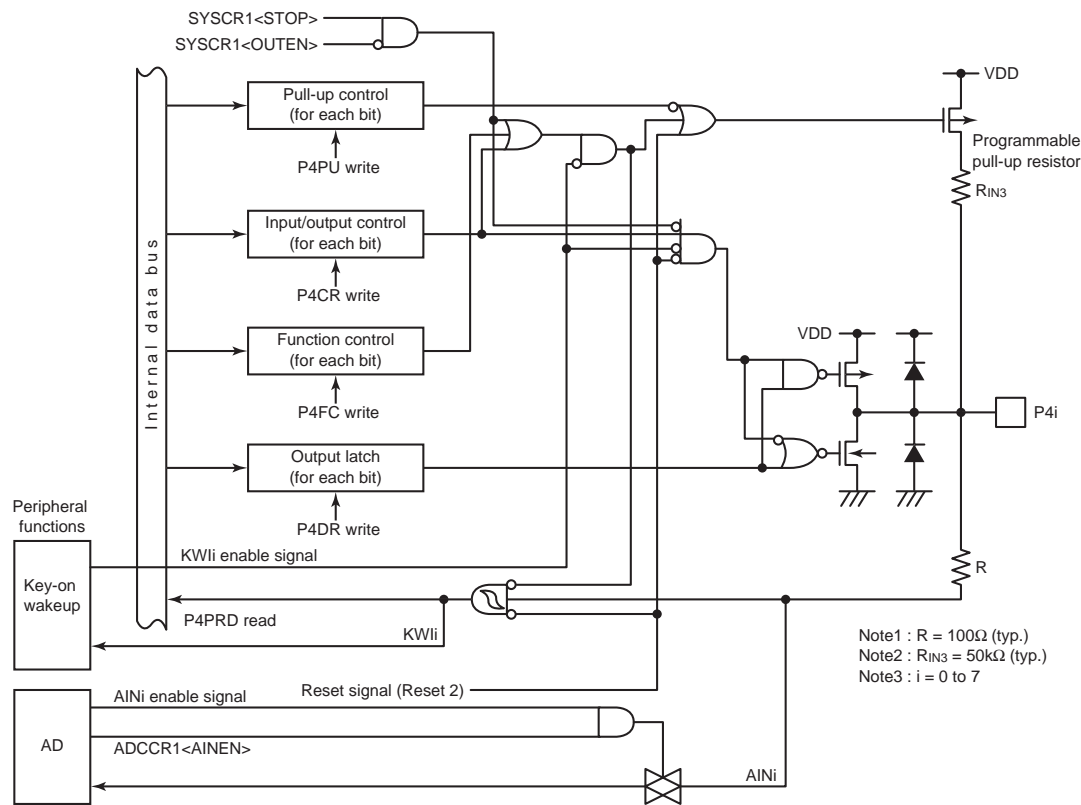 SYSCR1<STOP>
SYSCR1<OUTEN>
VDD
Pull-up control
(for each bit)
P4PU write
Programmable
pull-up resistor
RIN3
Input/output control
(for each bit)
P4CR write
Internal data bus
Function control
(for each bit)
P4FC write
VDD
P4i
Output latch
(for each bit)
P4DR write
Peripheral
functions
KWIi enable signal
Key-on
wakeup
R
P4PRD read
KWIi
Note1 : R = 100Ω (typ.)
Note2 : RIN3 = 50kΩ (typ.)
Note3 : i = 0 to 7
Reset signal (Reset 2)
AINi enable signal
AD
ADCCR1<AINEN>
AINi